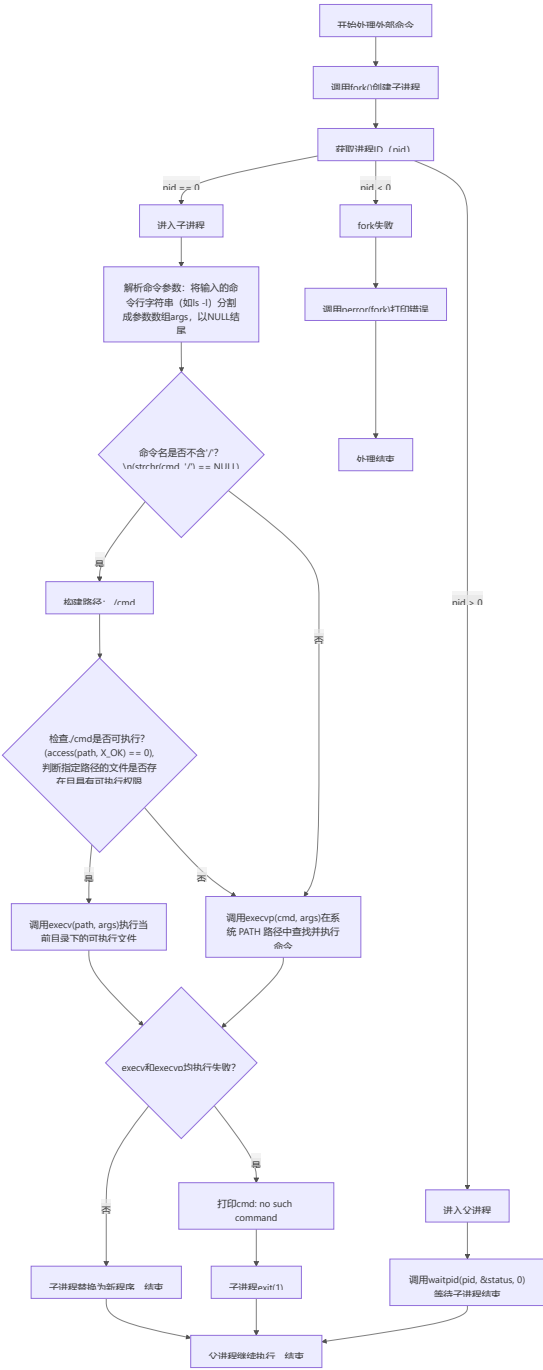 开始处理外部命令
调用fork()创建子进程
获取进程ID（pid）
pid == 0
pid < 0
进入子进程
fork失败
解析命令参数：将输入的命
令行字符串（如ls -l）分割
成参数数组args，以NULL结
尾
调用perror(fork)打印错误
命令名是否不含'/'？
\n(strchr(cmd, '/') == NULL)
处理结束
是
构建路径：./cmd
pid > 0
否
检查./cmd是否可执行？
(access(path, X_OK) == 0),
判断指定路径的文件是否存
在且具有可执行权限
是
否
调用execv(path, args)执行当
前目录下的可执行文件
调用execvp(cmd, args)在系
统 PATH 路径中查找并执行
命令
execv和execvp均执行失败？
是
否
打印cmd: no such
command
进入父进程
子进程替换为新程序，结束
子进程exit(1)
调用waitpid(pid, &status, 0)
等待子进程结束
父进程继续执行，结束